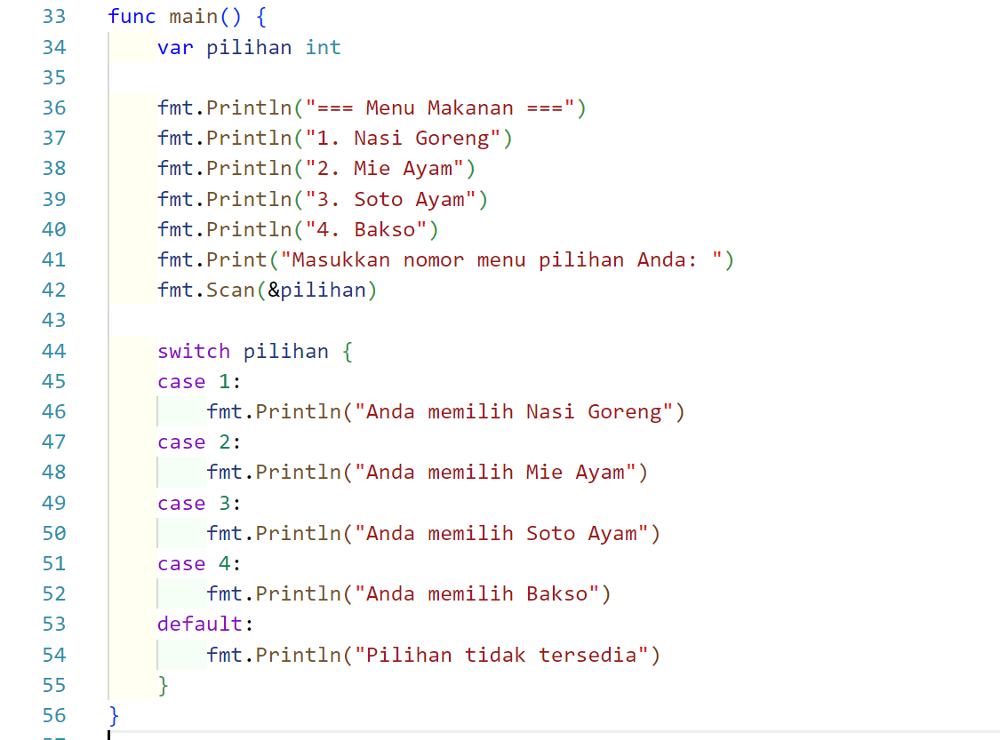 33 func main() {
34     var pilihan int
35
36     fmt.Println("=== Menu Makanan ===")
37     fmt.Println("1. Nasi Goreng")
38     fmt.Println("2. Mie Ayam")
39     fmt.Println("3. Soto Ayam")
40     fmt.Println("4. Bakso")
41     fmt.Print("Masukkan nomor menu pilihan Anda: ")
42     fmt.Scan(&pilihan)
43
44     switch pilihan {
45     case 1:
46         fmt.Println("Anda memilih Nasi Goreng")
47     case 2:
48         fmt.Println("Anda memilih Mie Ayam")
49     case 3:
50         fmt.Println("Anda memilih Soto Ayam")
51     case 4:
52         fmt.Println("Anda memilih Bakso")
53     default:
54         fmt.Println("Pilihan tidak tersedia")
55     }
56 }